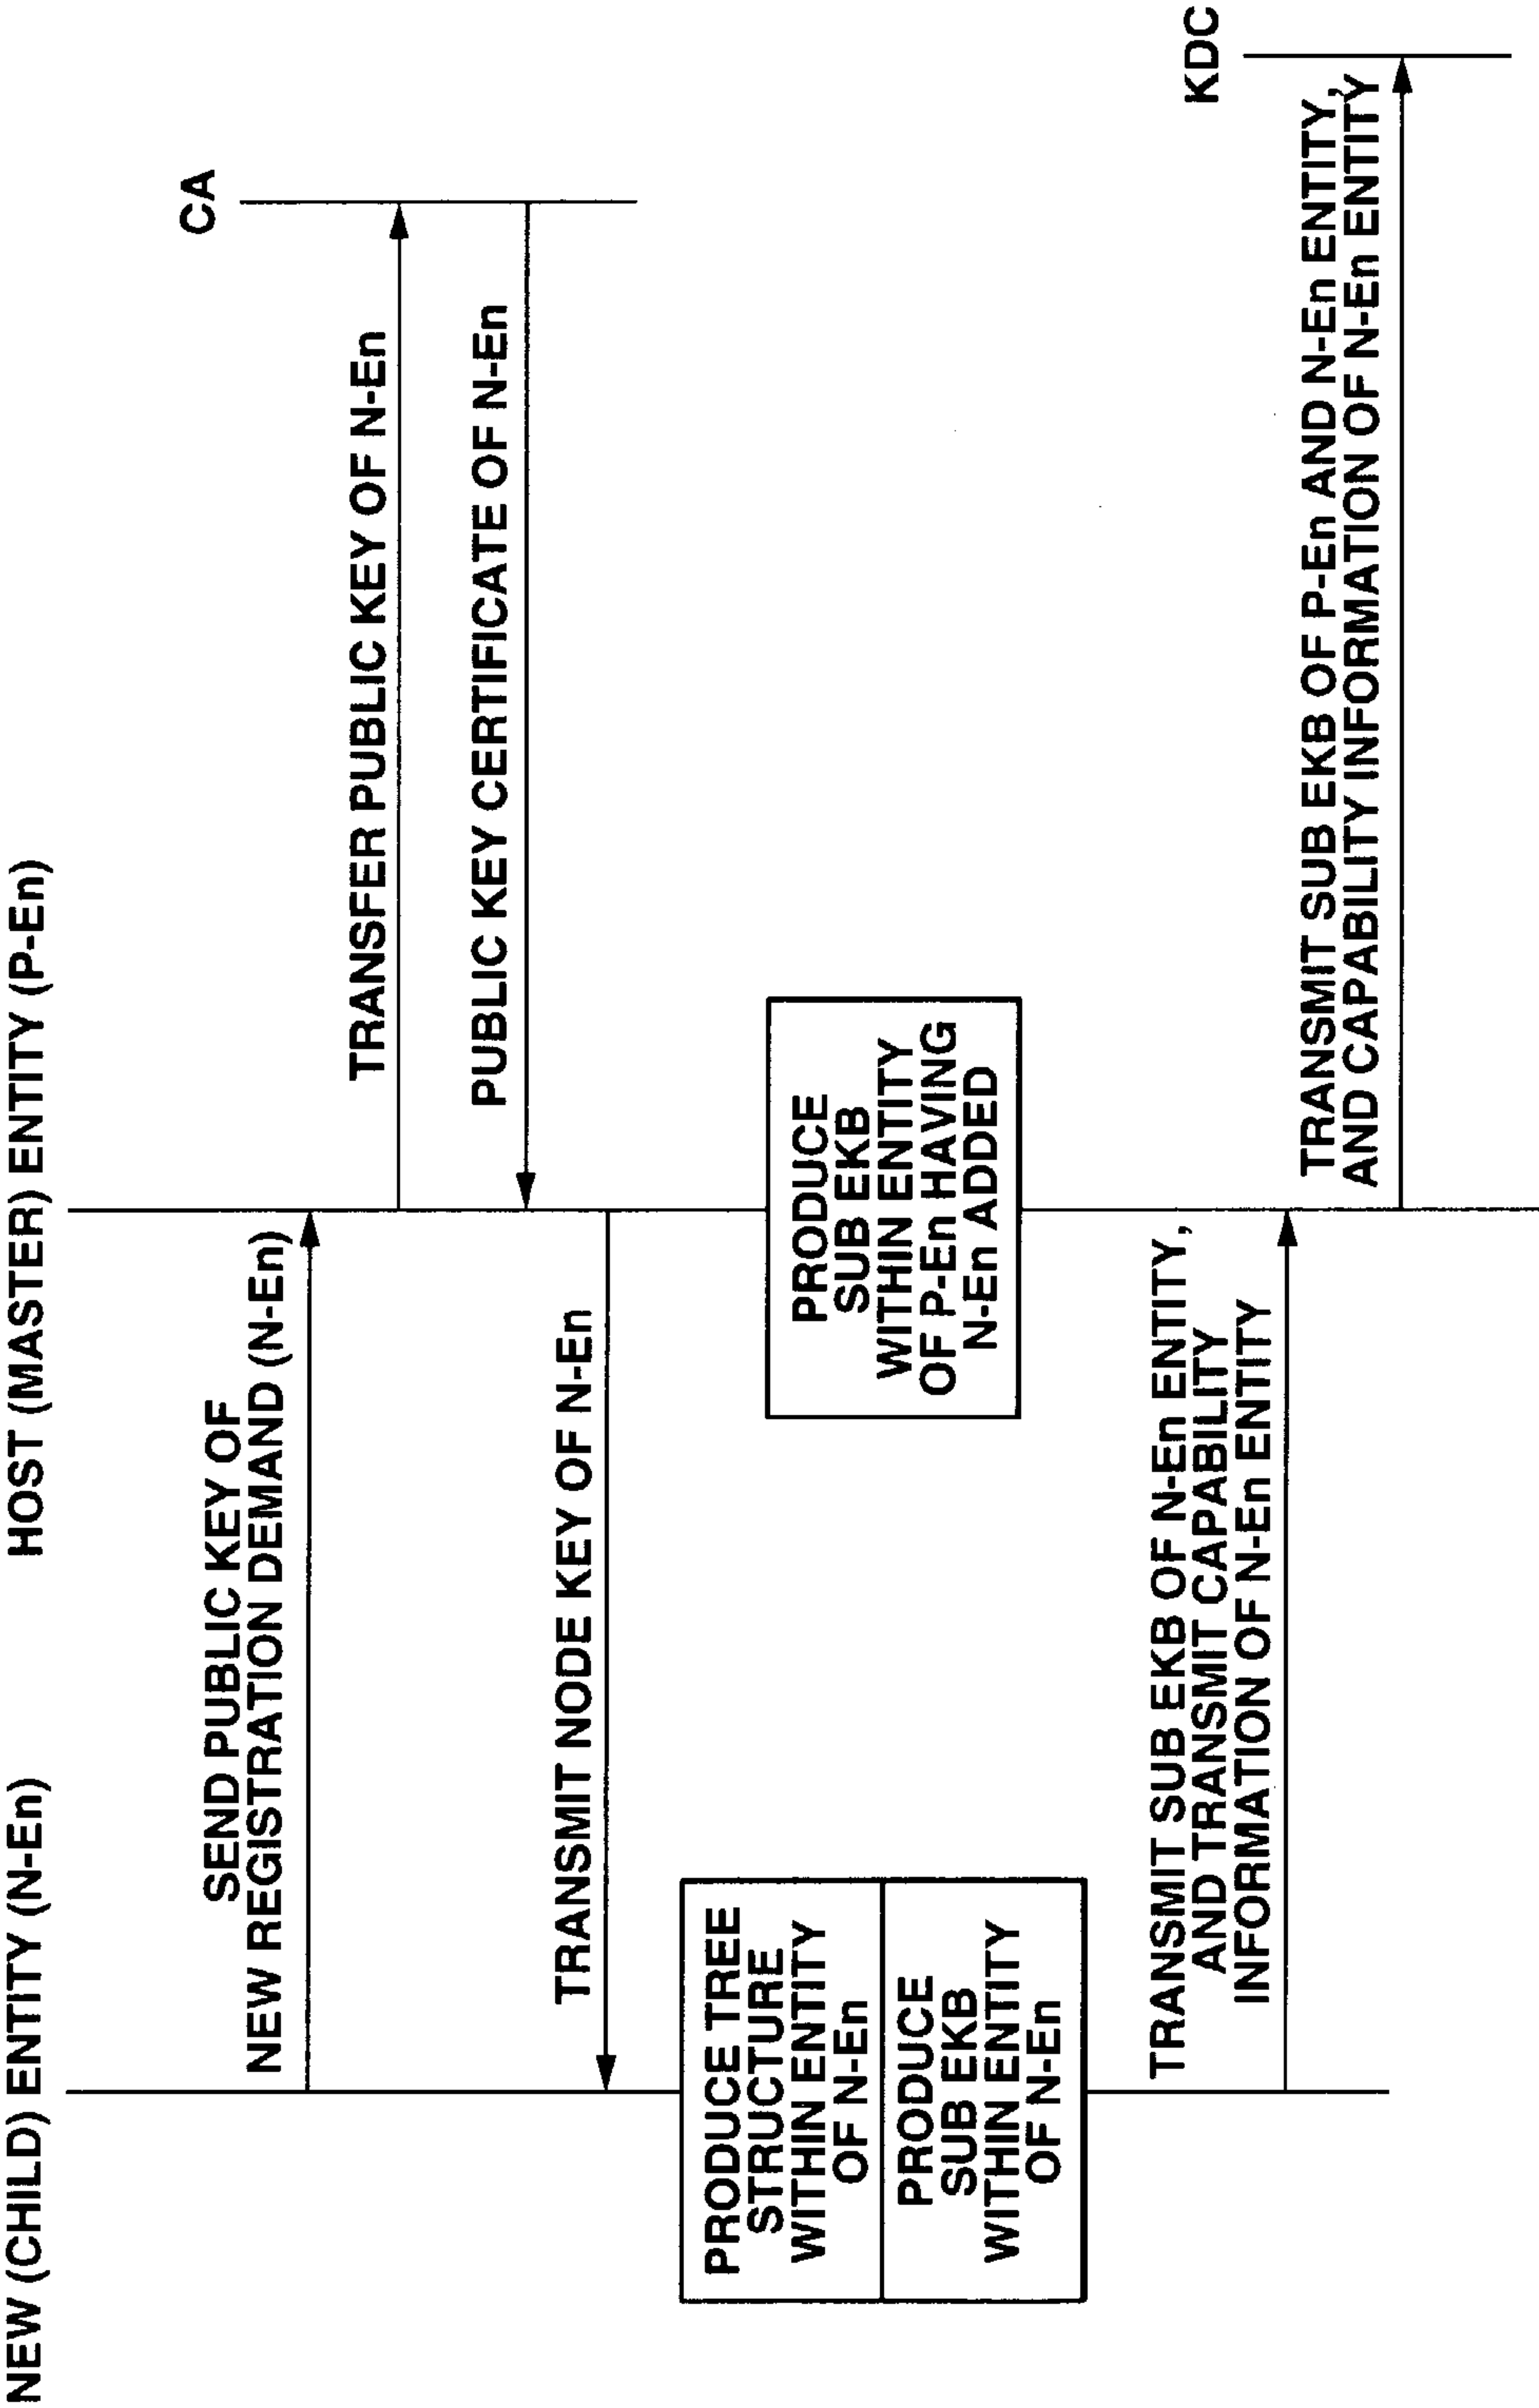 NEW (CHILD) ENTITY (N-En)
HOST (MASTER) ENTITY (P-En)
CA
SEND PUBLIC KEY OF
NEW REGISTRATION DEMAND (N-En)
TRANSFER PUBLIC KEY OF N-En
PUBLIC KEY CERTIFICATE OF N-En
TRANSMIT NODE KEY OF N-En
PRODUCE TREE
STRUCTURE
WITHIN ENTITY
OF N-En
PRODUCE
SUB EKB
WITHIN ENTITY
OF N-En
PRODUCE
SUB EKB
WITHIN ENTITY
OF P-En HAVING
N-En ADDED
KDC
TRANSMIT SUB EKB OF N-En ENTITY,
AND TRANSMIT CAPABILITY
INFORMATION OF N-En ENTITY
TRANSMIT SUB EKB OF P-En AND N-En ENTITY,
AND CAPABILITY INFORMATION OF N-En ENTITY